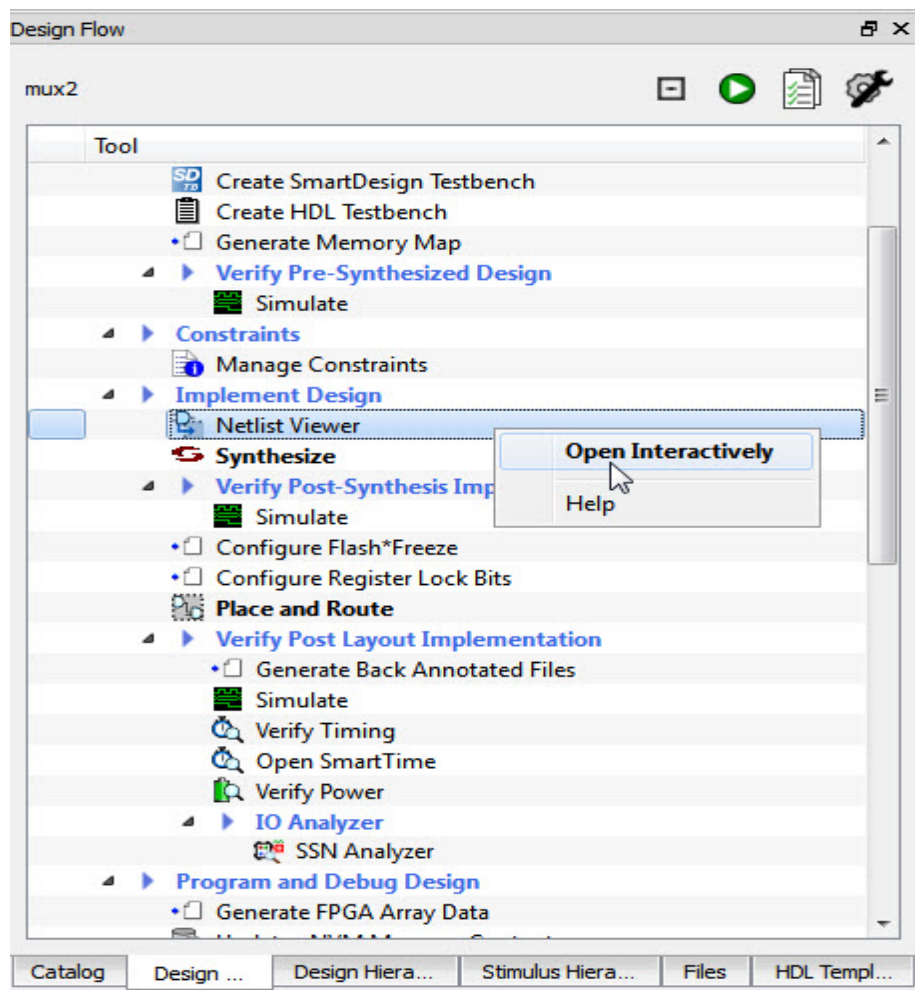 Design Flow
mux2
Tool
Create SmartDesign Testbench
Create HDL Testbench
Generate Memory Map
Verify Pre-Synthesized Design
Simulate
Constraints
Manage Constraints
Implement Design
Netlist Viewer
Open Interactively
Synthesize
Verify Post-Synthesis Imp
Help
Simulate
Configure Flash*Freeze
Configure Register Lock Bits
Place and Route
Verify Post Layout Implementation
Generate Back Annotated Files
Simulate
Verify Timing
Open SmartTime
Verify Power
IO Analyzer
SSN Analyzer
Program and Debug Design
Generate FPGA Array Data
Catalog Design ... Design Hiera... Stimulus Hiera... Files HDL Templ...